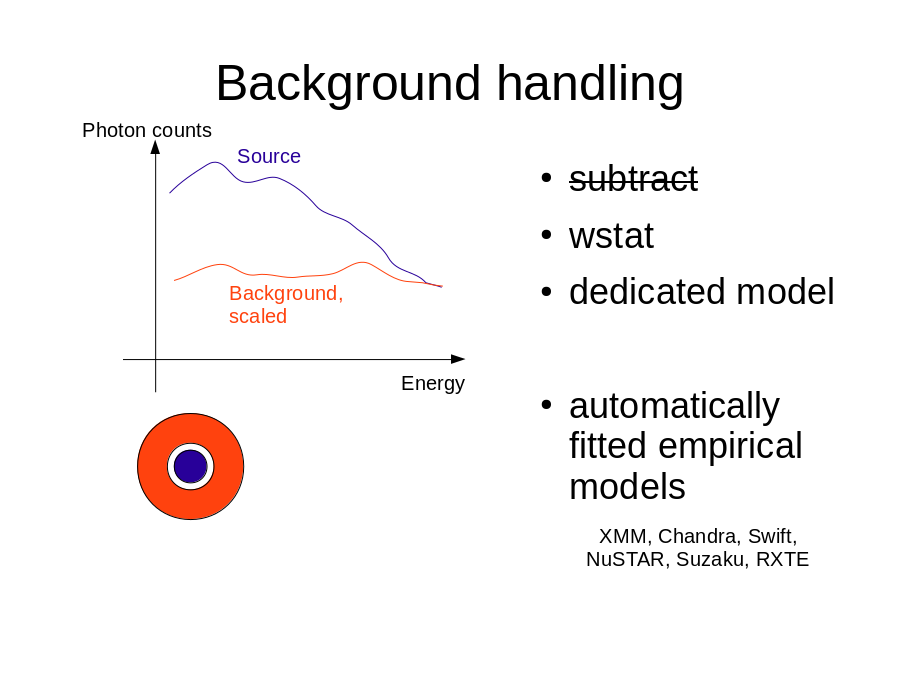 Background handling
Photon counts
Source
Background,
scaled
Energy
• subtract
• wstat
• dedicated model
• automatically
fitted empirical
models
XMM, Chandra, Swift,
NuSTAR, Suzaku, RXTE